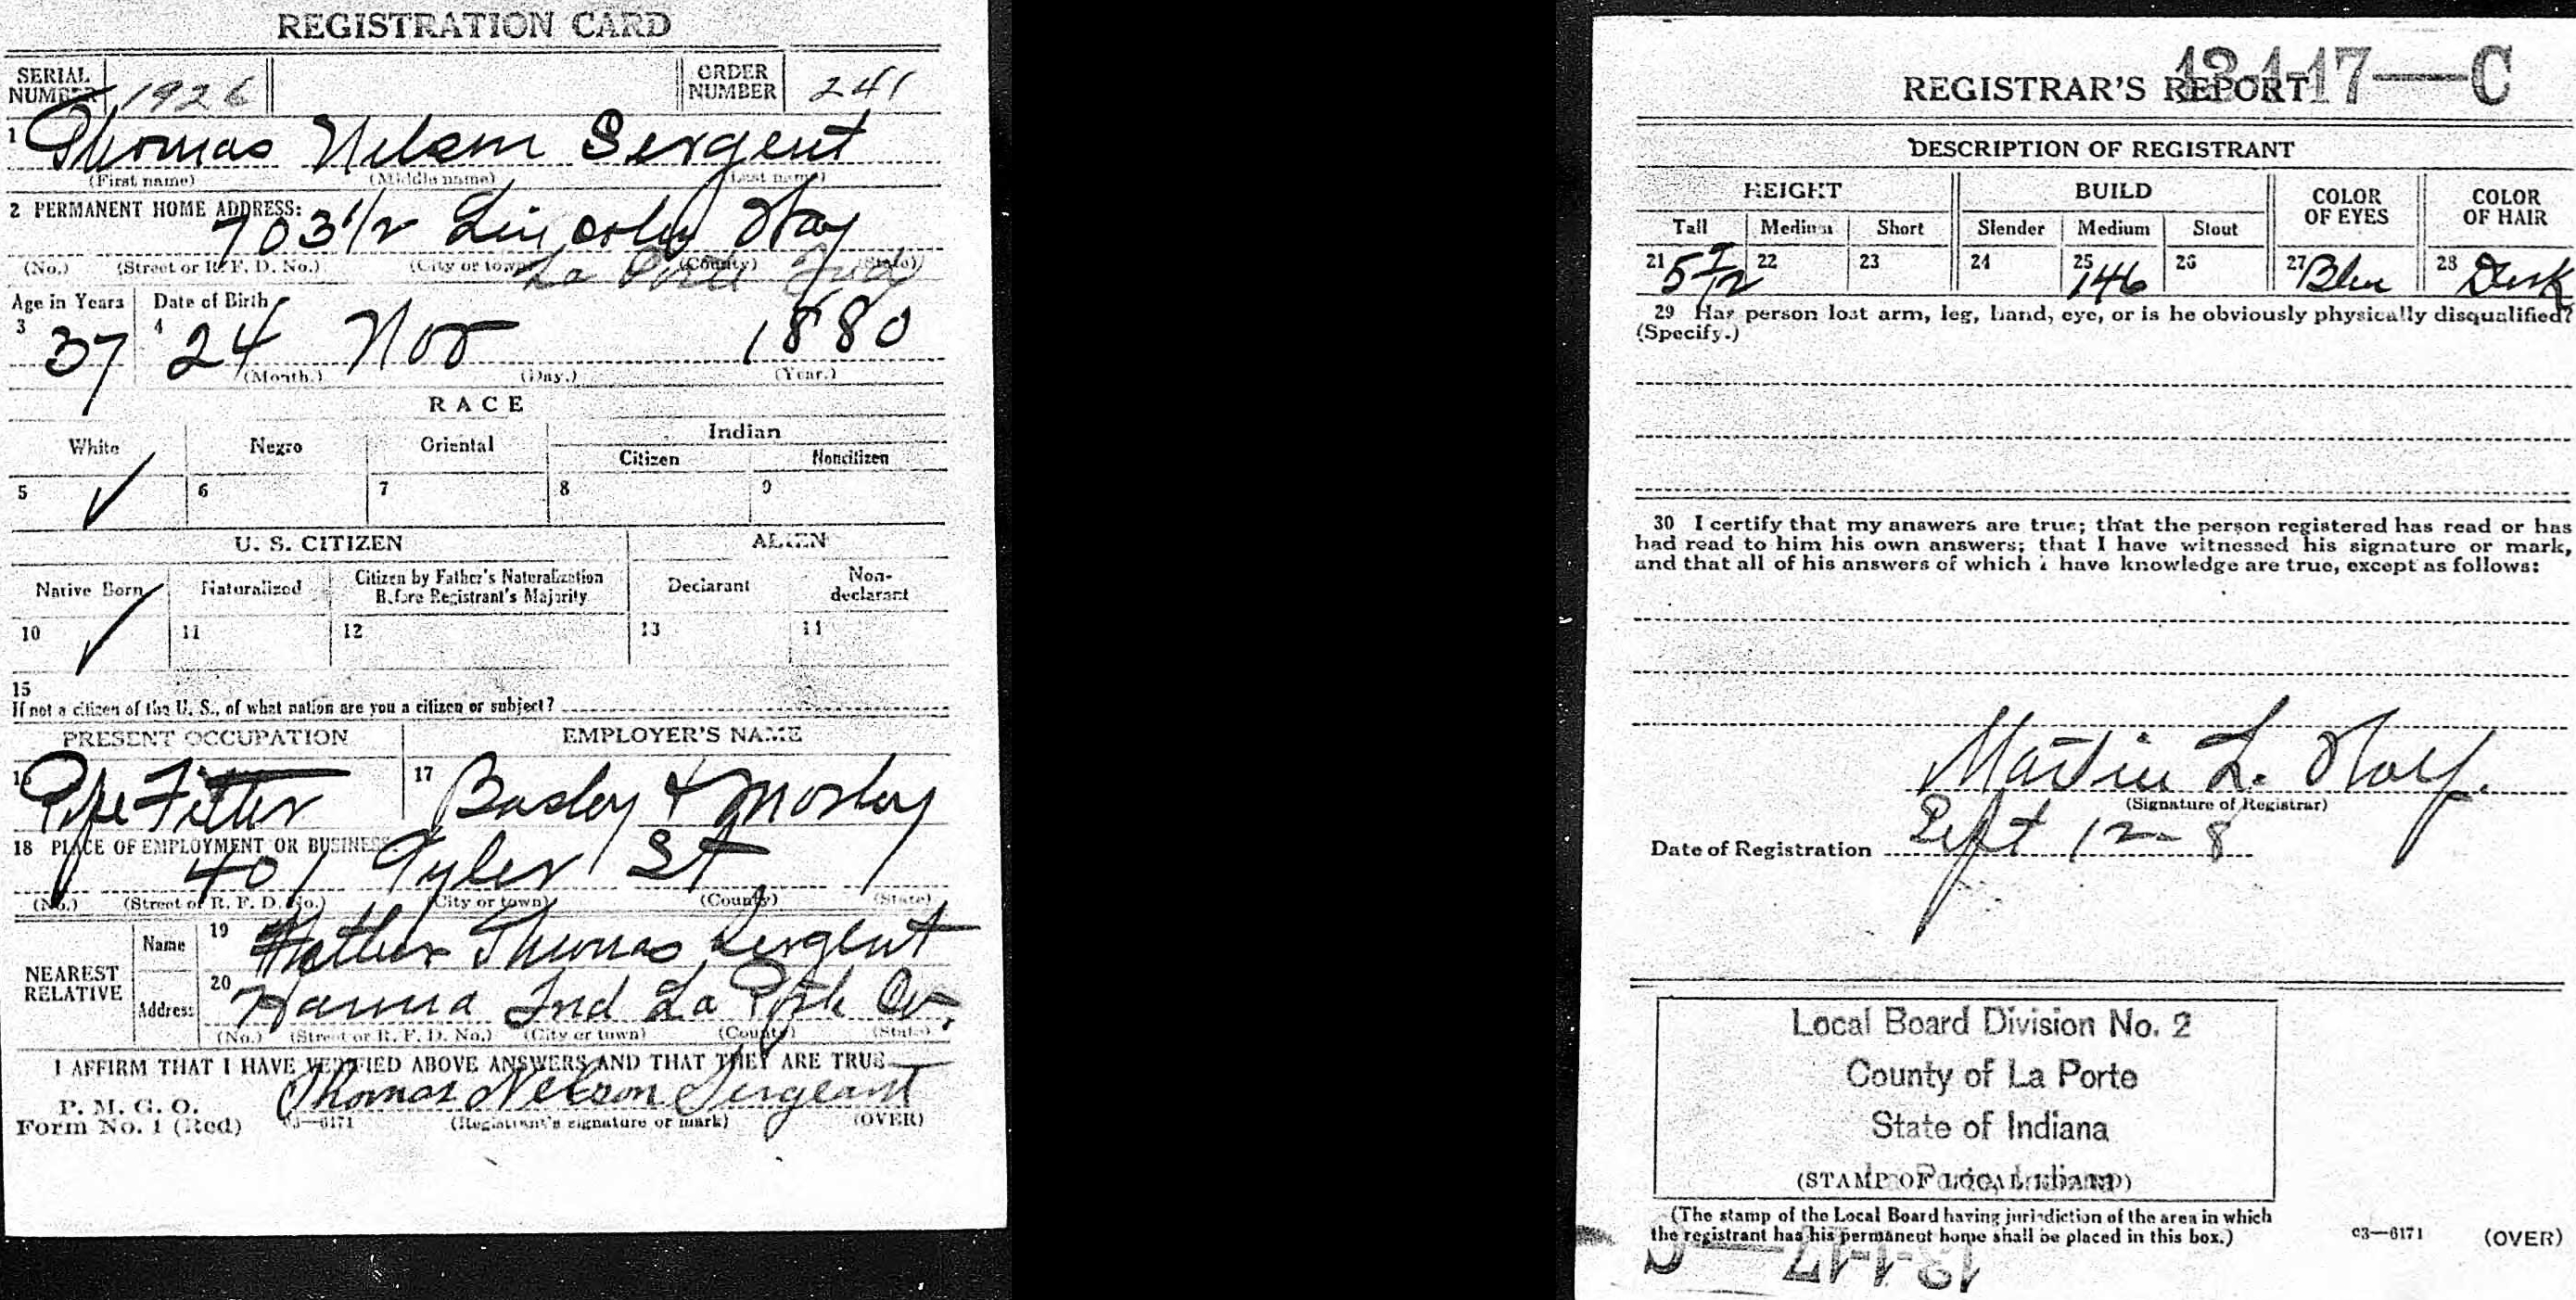 REGISTRATION CARD
SERIAL NUMBER 1926 ORDER NUMBER 241
1 Thomas Nelson Sergent
(First name) (Middle name) (Last name)
2 PERMANENT HOME ADDRESS:
703 1/2 Lincoln Way
(No.) (Street or R. F. D. No.) (City or town) (County) (State)
La Porte Ind
Age in Years Date of Birth
3 37 4 24 Nov 1880
(Month.) (Day.) (Year.)
RACE
White Negro Oriental Indian
Citizen Noncitizen
5 ✓ 6 7 8 9
U. S. CITIZEN ALIEN
Native Born Naturalized Citizen by Father's Naturalization Before Registrant's Majority Declarant Non-declarant
10 ✓ 11 12 13 14
15
If not a citizen of the U. S., of what nation are you a citizen or subject?
PRESENT OCCUPATION EMPLOYER'S NAME
16 Pipe Fitter 17 & Mosley
18 PLACE OF EMPLOYMENT OR BUSINESS:
401 Tyler St
(No.) (Street or R. F. D. No.) (City or town) (County) (State)
NEAREST RELATIVE
Name 19 Father Thomas Sergent
Address 20 Hanna Ind La Porte Co.
(No.) (Street or R. F. D. No.) (City or town) (County) (State)
I AFFIRM THAT I HAVE VERIFIED ABOVE ANSWERS AND THAT THEY ARE TRUE
P. M. G. O.
Form No. 1 (Red)
Thomas Nelson Sergeant
03—6171 (Registrant's signature or mark) (OVER)
REGISTRAR'S REPORT
13-1-17—C
DESCRIPTION OF REGISTRANT
HEIGHT BUILD COLOR OF EYES COLOR OF HAIR
Tall Medium Short Slender Medium Stout
21 5 7/2 22 23 24 25 146 26 27 Blue 28 Dark
29 Has person lost arm, leg, hand, eye, or is he obviously physically disqualified?
(Specify.)
30 I certify that my answers are true; that the person registered has read or has
had read to him his own answers; that I have witnessed his signature or mark,
and that all of his answers of which I have knowledge are true, except as follows:
Martin L.
(Signature of Registrar)
Date of Registration Sept 12 - 8
Local Board Division No. 2
County of La Porte
State of Indiana
La Porte, Indiana
(STAMP OF LOCAL BOARD)
(The stamp of the Local Board having jurisdiction of the area in which
the registrant has his permanent home shall be placed in this box.)
03—6171 (OVER)
13-1-17—C